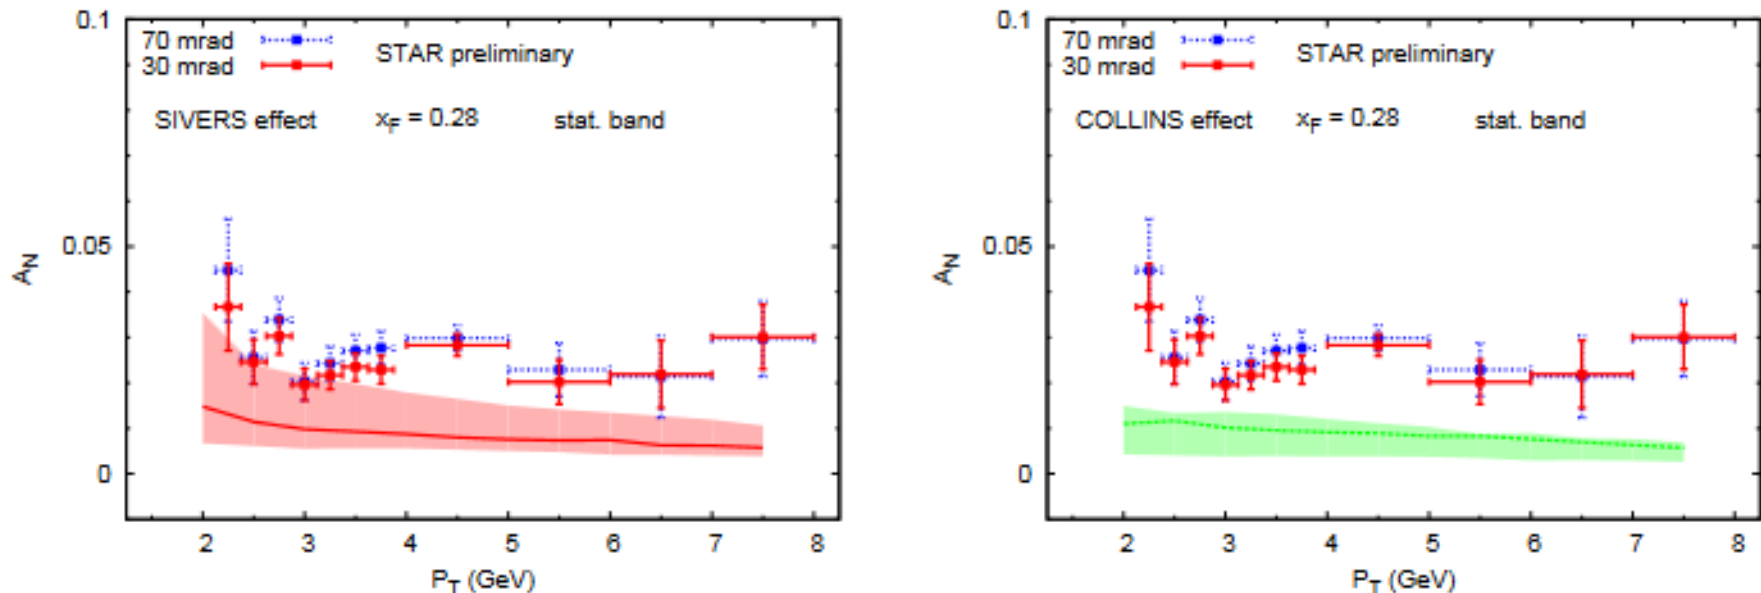 0.1
70 mrad
30 mrad
STAR preliminary
SIVERS effect x_F = 0.28 stat. band
0.05
A_N
0
2 3 4 5 6 7 8
P_T (GeV)
0.1
70 mrad
30 mrad
STAR preliminary
COLLINS effect x_F = 0.28 stat. band
0.05
A_N
0
2 3 4 5 6 7 8
P_T (GeV)